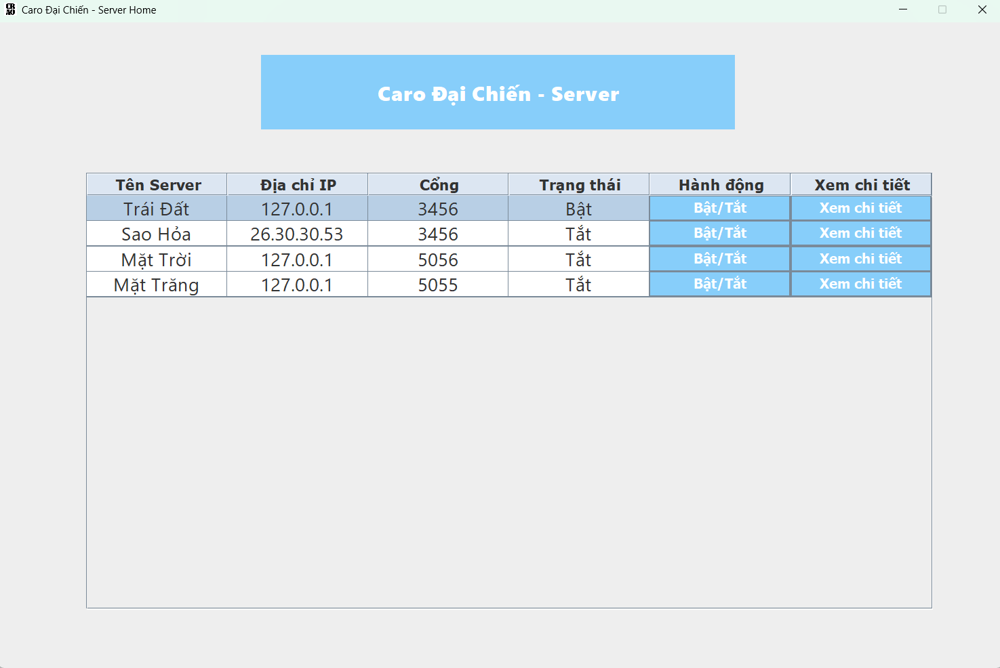 CR
AO
Caro Đại Chiến - Server Home
Caro Đại Chiến - Server
Tên Server Địa chỉ IP Cổng Trạng thái Hành động Xem chi tiết
Trái Đất 127.0.0.1 3456 Bật Bật/Tắt Xem chi tiết
Sao Hỏa 26.30.30.53 3456 Tắt Bật/Tắt Xem chi tiết
Mặt Trời 127.0.0.1 5056 Tắt Bật/Tắt Xem chi tiết
Mặt Trăng 127.0.0.1 5055 Tắt Bật/Tắt Xem chi tiết